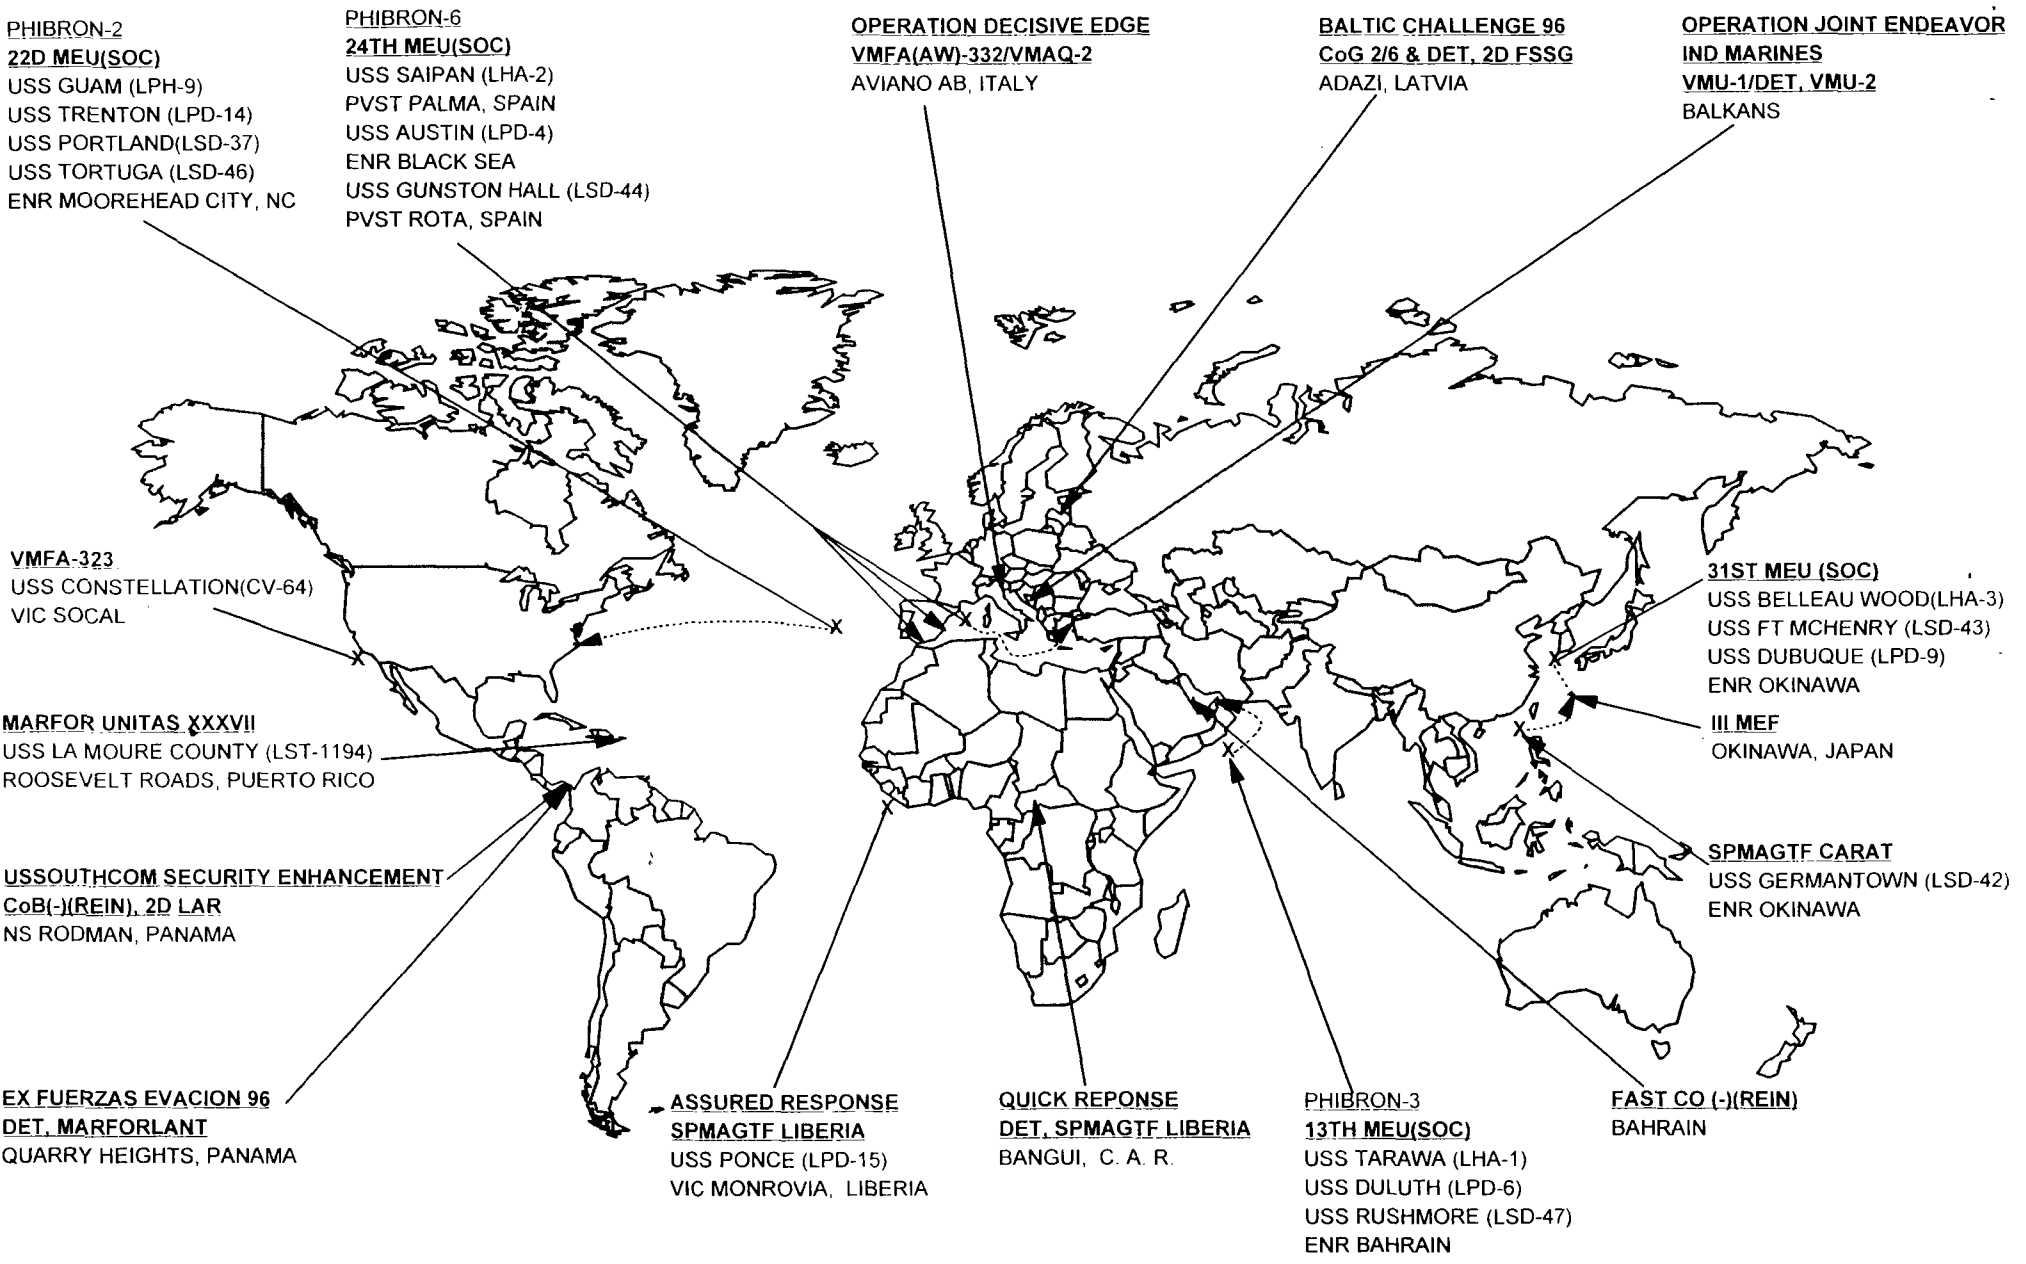 PHIBRON-2
22D MEU(SOC)
USS GUAM (LPH-9)
USS TRENTON (LPD-14)
USS PORTLAND(LSD-37)
USS TORTUGA (LSD-46)
ENR MOOREHEAD CITY, NC
PHIBRON-6
24TH MEU(SOC)
USS SAIPAN (LHA-2)
PVST PALMA, SPAIN
USS AUSTIN (LPD-4)
ENR BLACK SEA
USS GUNSTON HALL (LSD-44)
PVST ROTA, SPAIN
OPERATION DECISIVE EDGE
VMFA(AW)-332/VMAQ-2
AVIANO AB, ITALY
BALTIC CHALLENGE 96
CoG 2/6 & DET, 2D FSSG
ADAZI, LATVIA
OPERATION JOINT ENDEAVOR
IND MARINES
VMU-1/DET, VMU-2
BALKANS
VMFA-323
USS CONSTELLATION(CV-64)
VIC SOCAL
31ST MEU (SOC)
USS BELLEAU WOOD(LHA-3)
USS FT MCHENRY (LSD-43)
USS DUBUQUE (LPD-9)
ENR OKINAWA
MARFOR UNITAS XXXVII
USS LA MOURE COUNTY (LST-1194)
ROOSEVELT ROADS, PUERTO RICO
III MEF
OKINAWA, JAPAN
USSOUTHCOM SECURITY ENHANCEMENT
CoB(-)(REIN), 2D LAR
NS RODMAN, PANAMA
SPMAGTF CARAT
USS GERMANTOWN (LSD-42)
ENR OKINAWA
EX FUERZAS EVACION 96
DET, MARFORLANT
QUARRY HEIGHTS, PANAMA
ASSURED RESPONSE
SPMAGTF LIBERIA
USS PONCE (LPD-15)
VIC MONROVIA, LIBERIA
QUICK REPONSE
DET, SPMAGTF LIBERIA
BANGUI, C. A. R.
PHIBRON-3
13TH MEU(SOC)
USS TARAWA (LHA-1)
USS DULUTH (LPD-6)
USS RUSHMORE (LSD-47)
ENR BAHRAIN
FAST CO (-)(REIN)
BAHRAIN